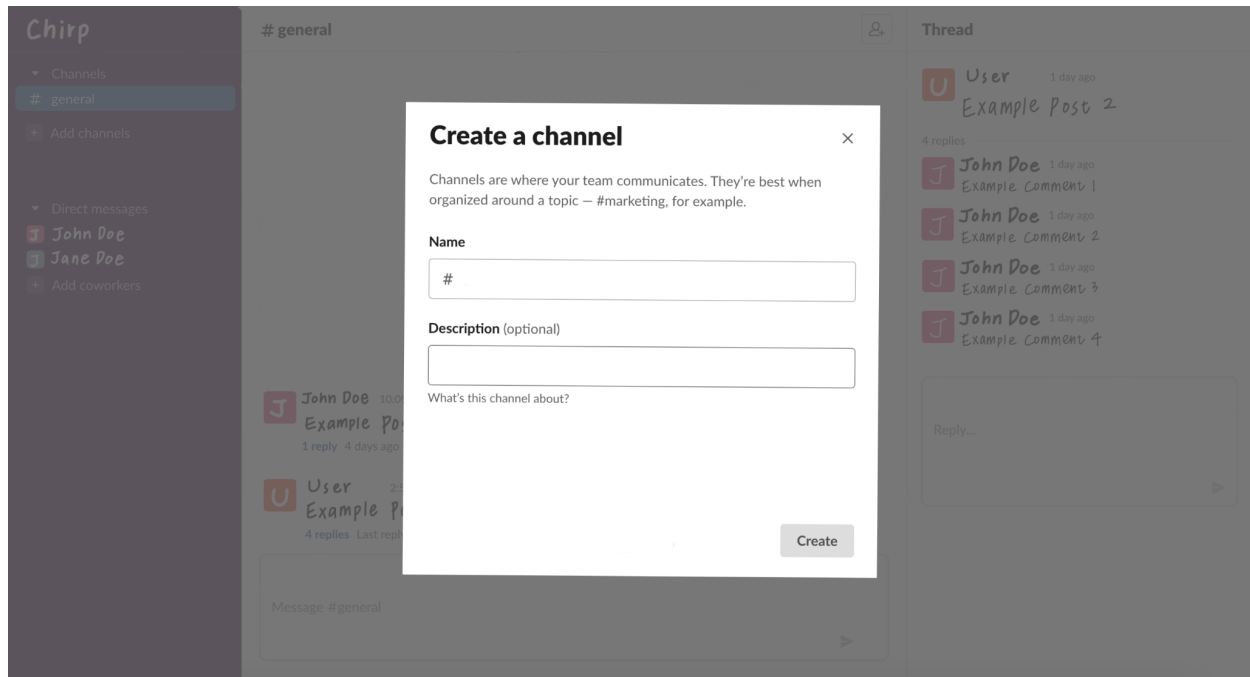 Chirp
Channels
# general
+ Add channels
Direct messages
J John Doe
J Jane Doe
+ Add coworkers
# general
J John Doe
Example
1 reply 4 days ago
U User
Example
4 replies Last
Message #general
Create a channel
×
Channels are where your team communicates. They're best when
organized around a topic — #marketing, for example.
Name
#
Description (optional)
What's this channel about?
Create
Thread
U User 1 day ago
Example Post 2
4 replies
J John Doe 1 day ago
Example Comment 1
J John Doe 1 day ago
Example Comment 2
J John Doe 1 day ago
Example Comment 3
J John Doe 1 day ago
Example Comment 4
Reply...